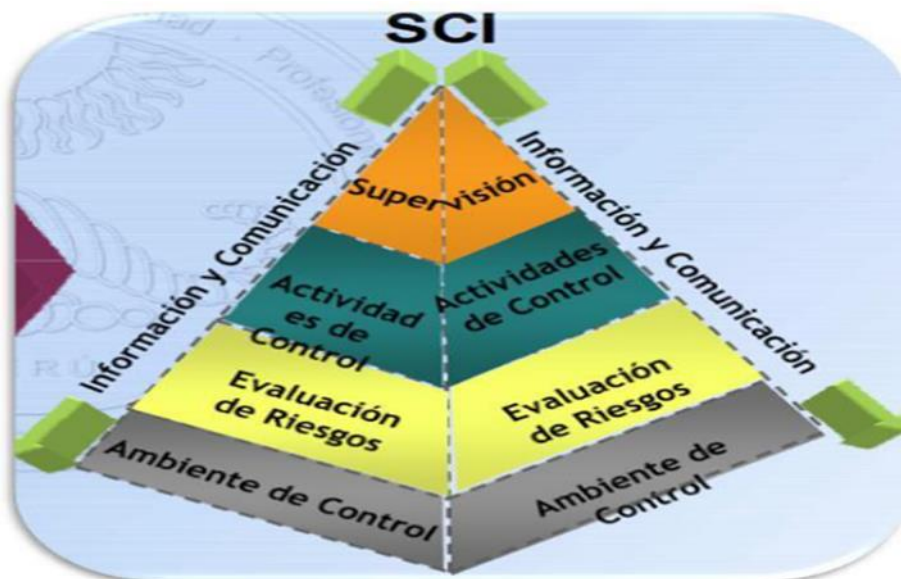 SCI
Información y Comunicación
Información y Comunicación
Supervisión
Actividad
es de
Control
Actividades
de Control
Evaluación
de Riesgos
Evaluación
de Riesgos
Ambiente de Control
Ambiente de
Control